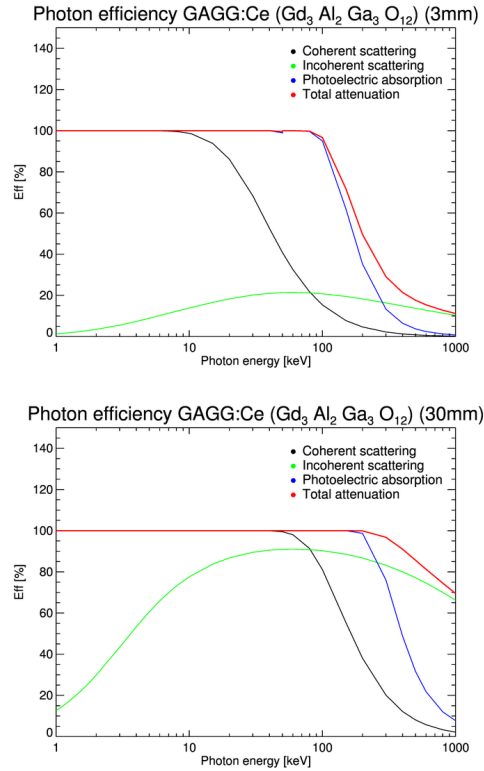 Photon efficiency GAGG:Ce (Gd₃ Al₂ Ga₃ O₁₂) (3mm)
140
120
100
80
60
40
20
0
Eff [%]
Coherent scattering
Incoherent scattering
Photoelectric absorption
Total attenuation
1 10 100 1000
Photon energy [keV]
Photon efficiency GAGG:Ce (Gd₃ Al₂ Ga₃ O₁₂) (30mm)
140
120
100
80
60
40
20
0
Eff [%]
Coherent scattering
Incoherent scattering
Photoelectric absorption
Total attenuation
1 10 100 1000
Photon energy [keV]